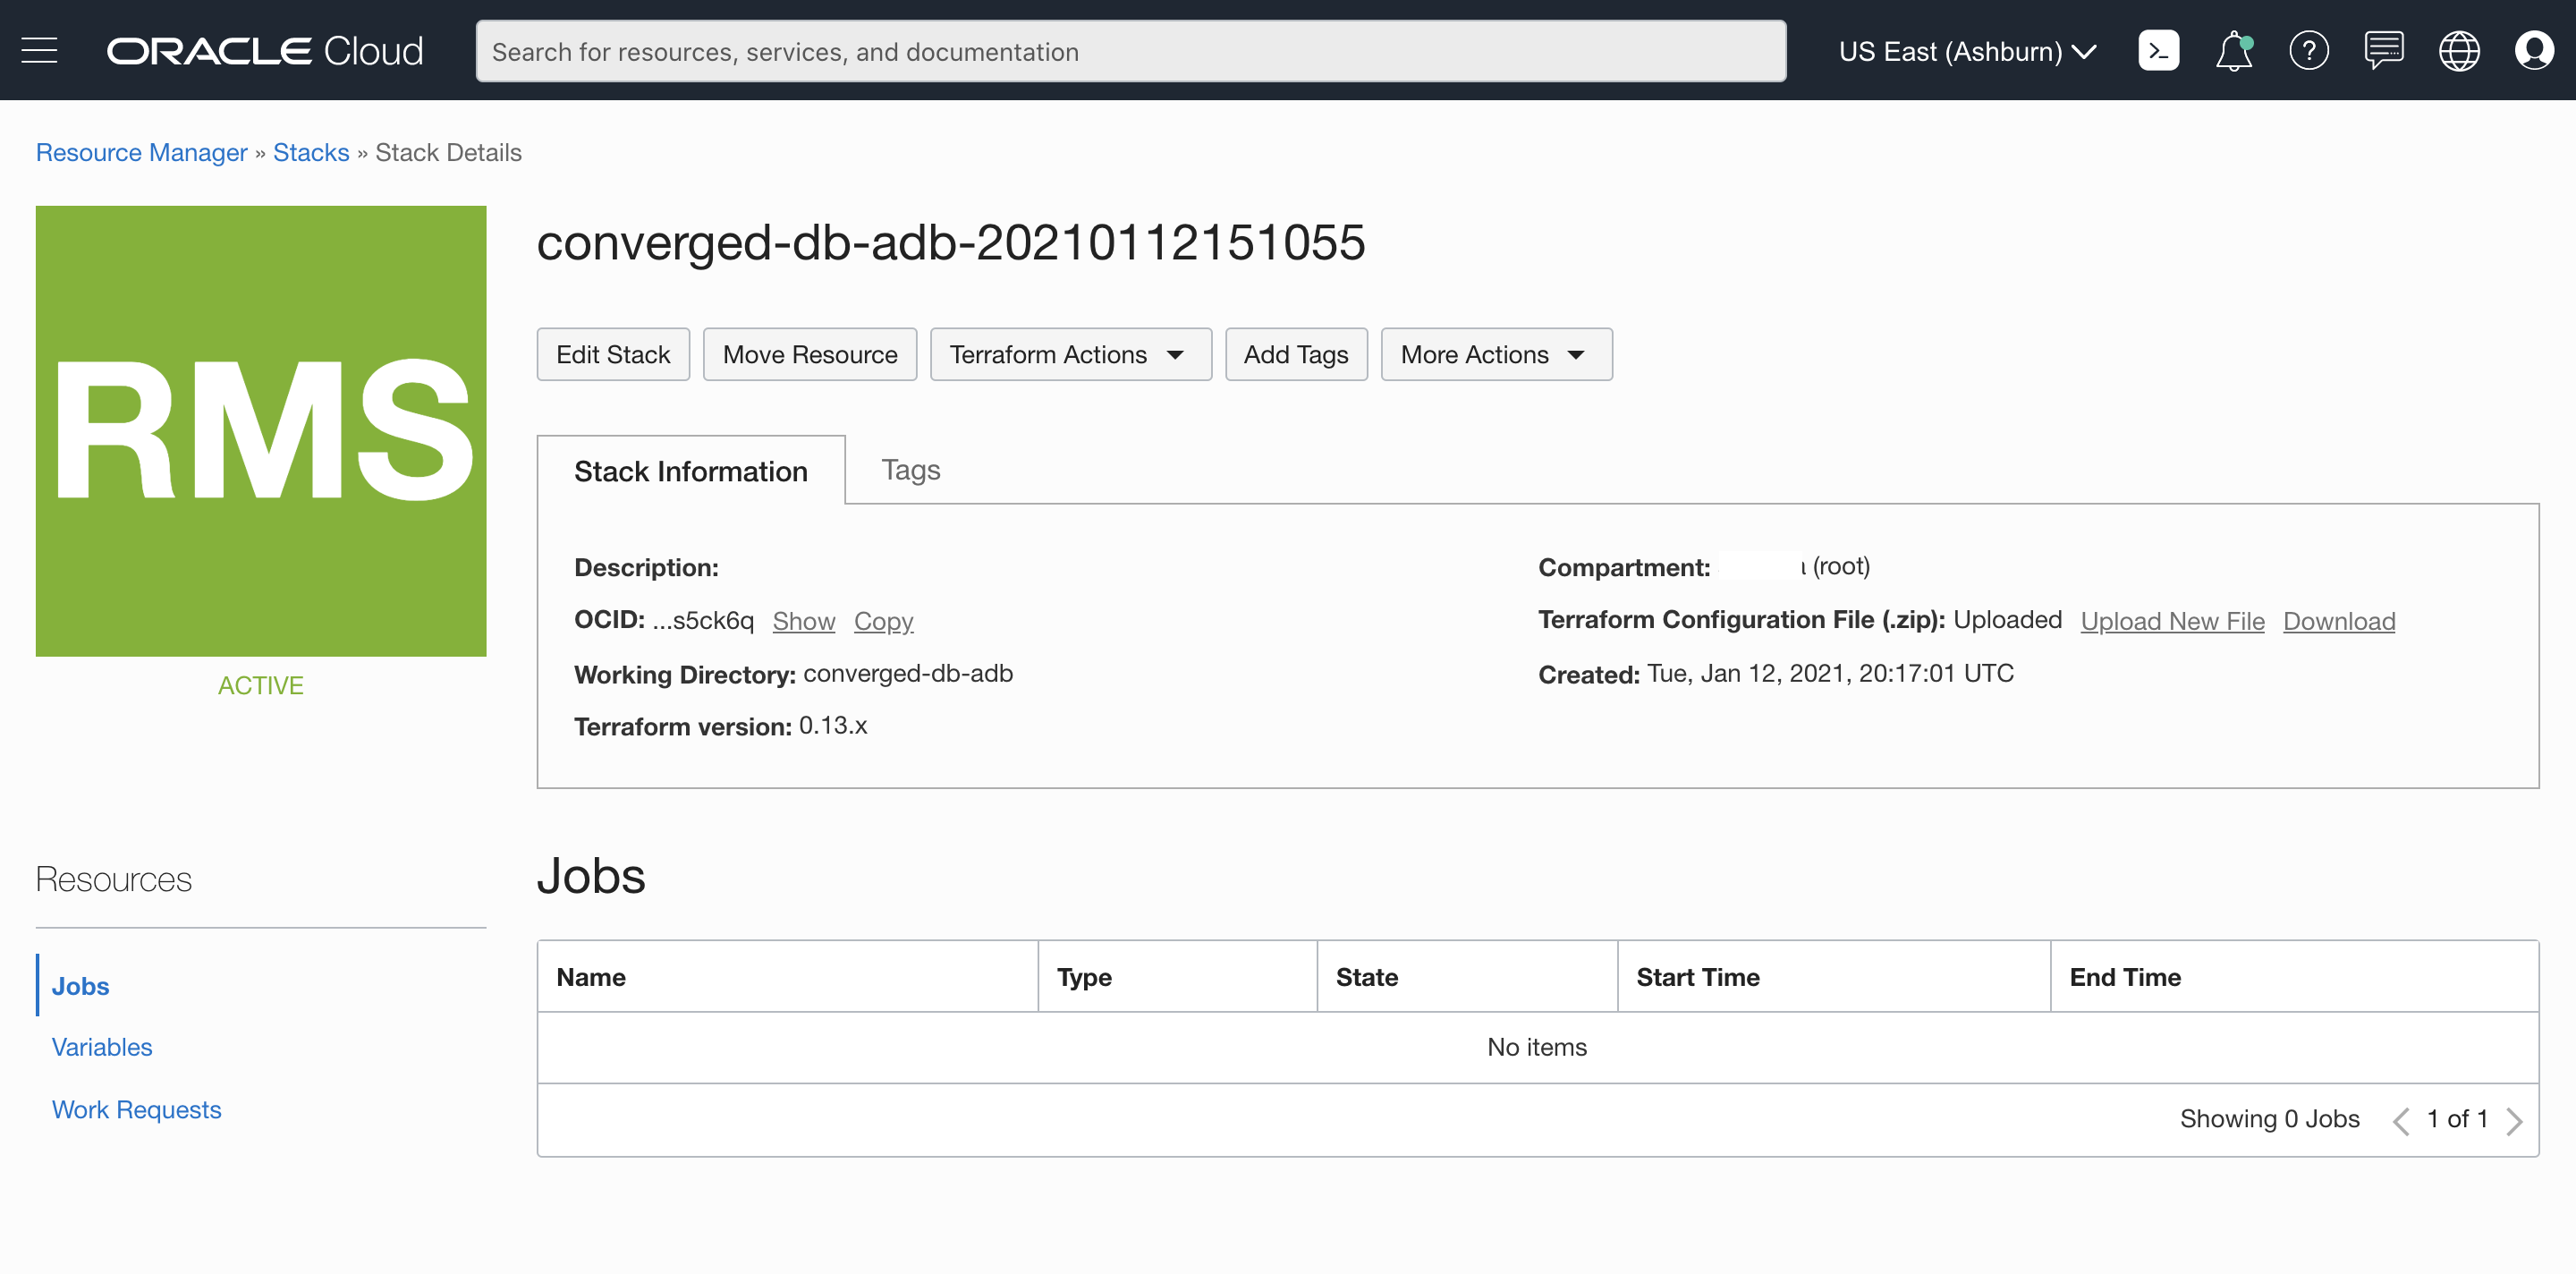 ORACLE Cloud
Search for resources, services, and documentation
US East (Ashburn)
Resource Manager » Stacks » Stack Details
RMS
ACTIVE
converged-db-adb-20210112151055
Edit Stack Move Resource Terraform Actions Add Tags More Actions
Stack Information Tags
Description:
OCID: ...s5ck6q Show Copy
Working Directory: converged-db-adb
Terraform version: 0.13.x
Compartment: (root)
Terraform Configuration File (.zip): Uploaded Upload New File Download
Created: Tue, Jan 12, 2021, 20:17:01 UTC
Resources
Jobs
Variables
Work Requests
Jobs
Name Type State Start Time End Time
No items
Showing 0 Jobs < 1 of 1 >